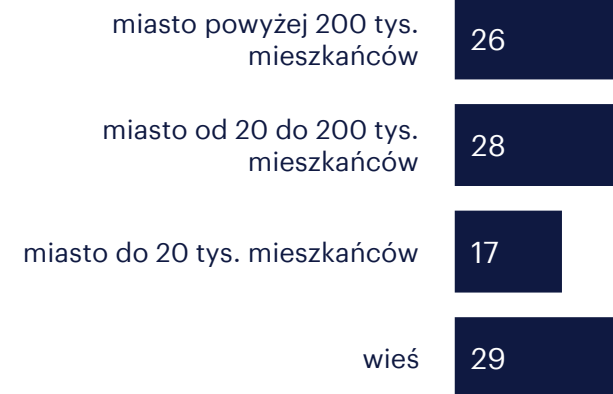 miasto powyżej 200 tys.
mieszkańców
26
miasto od 20 do 200 tys.
mieszkańców
28
miasto do 20 tys. mieszkańców
17
wieś
29